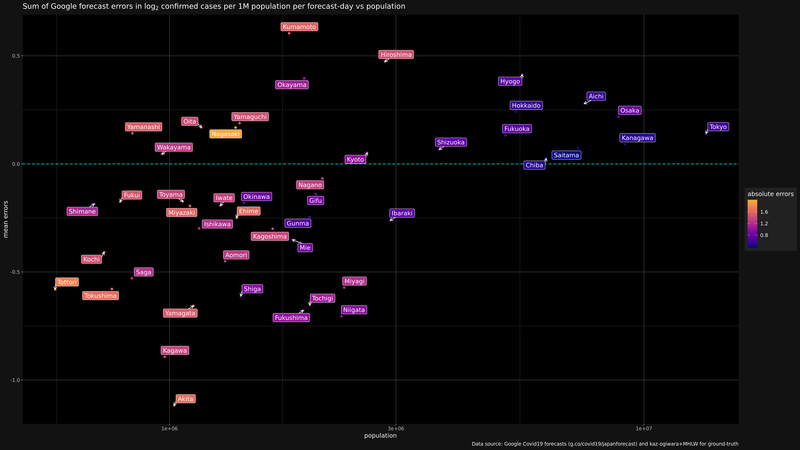 Sum of Google forecast errors in log₂ confirmed cases per 1M population per forecast-day vs population
Kumamoto
Hiroshima
0.5
Okayama
Hyogo
Aichi
Hokkaido
Osaka
Oita
Yamaguchi
Yamanashi
Fukuoka
Tokyo
Nagasaki
Kanagawa
Shizuoka
Wakayama
Saitama
Kyoto
0.0
Chiba
Nagano
absolute errors
Fukui
Toyama
Iwate
Okinawa
Gifu
1.6
Shimane
Miyazaki
Ehime
Ibaraki
1.2
Ishikawa
Gunma
0.8
mean errors
Kagoshima
Mie
Kochi
Aomori
-0.5
Saga
Tottori
Miyagi
Tokushima
Shiga
Tochigi
Yamagata
Fukushima
Niigata
Kagawa
-1.0
Akita
1e+06
3e+06
1e+07
population
Data source: Google Covid19 forecasts (g.co/covid19/japanforecast) and kaz-ogiwara+MHLW for ground-truth